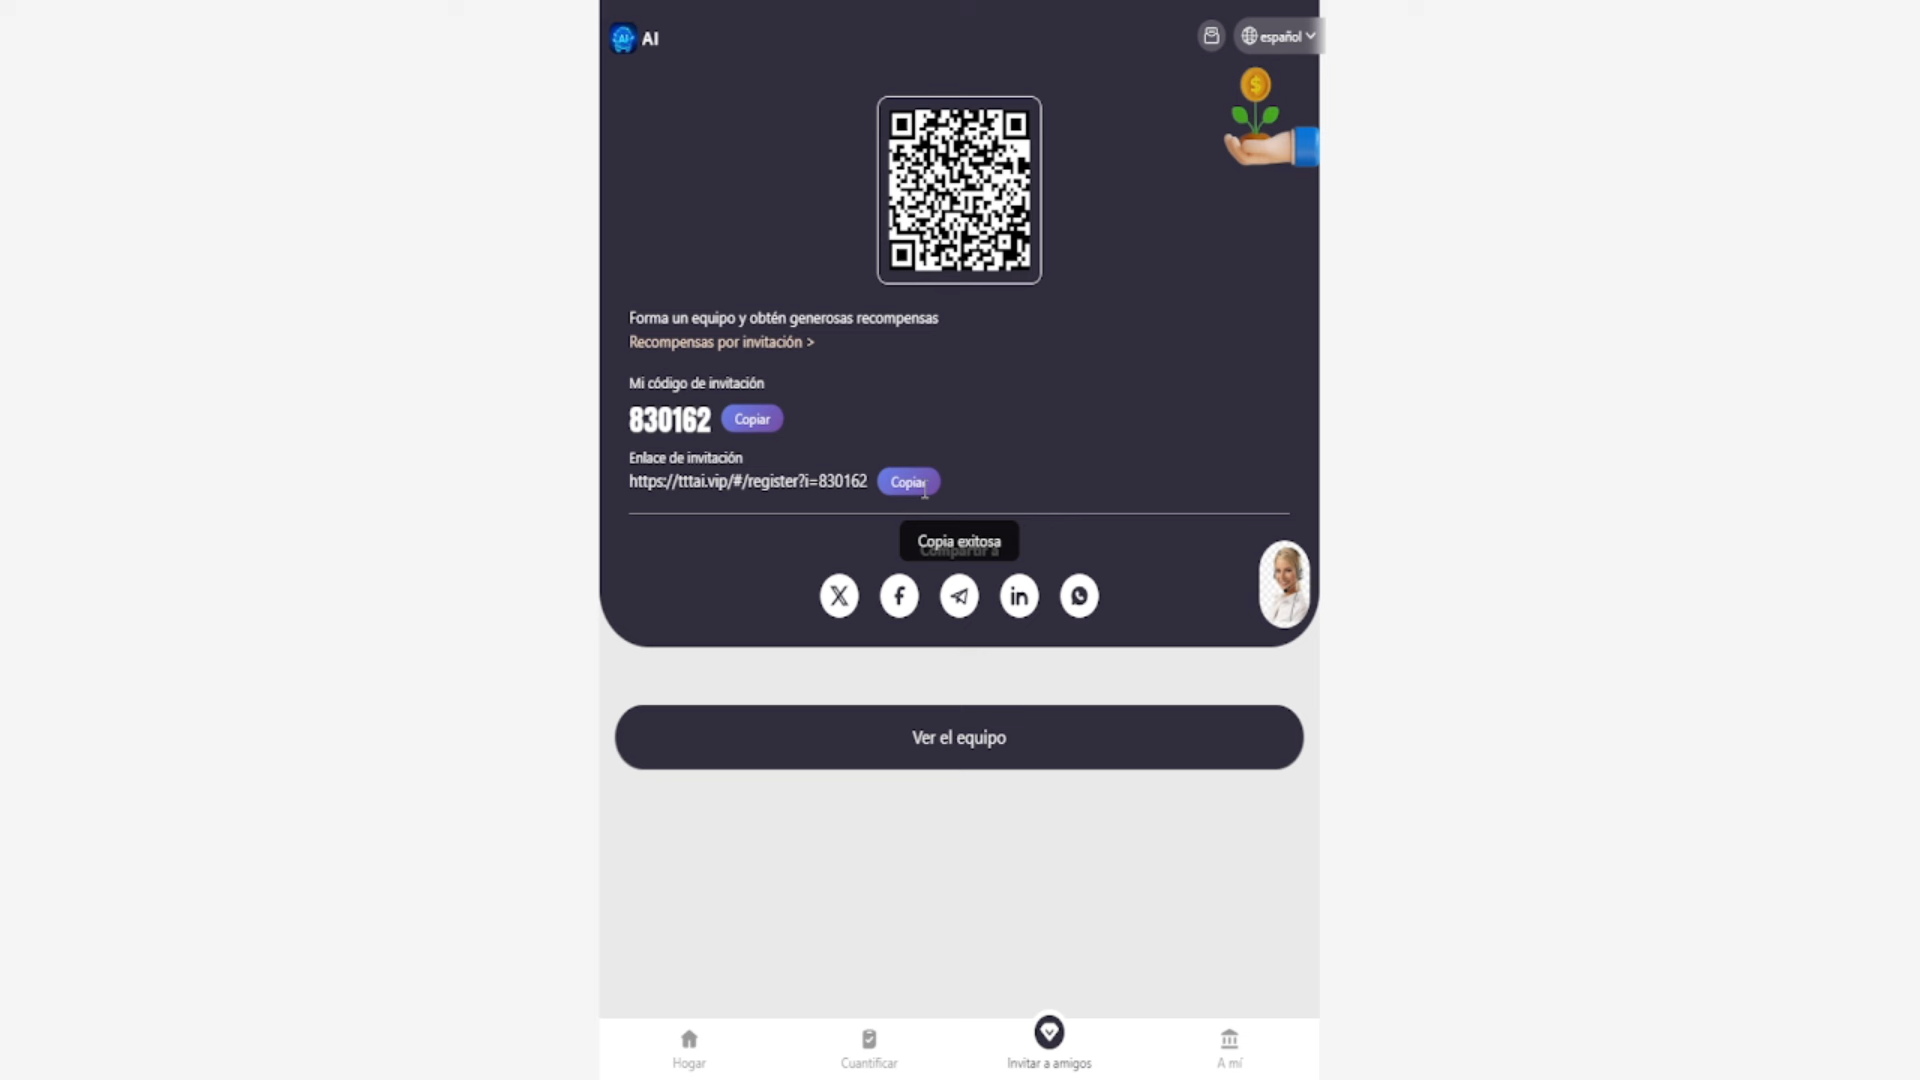 AI
español
Forma un equipo y obtén generosas recompensas
Recompensas por invitación >
Mi código de invitación
830162 Copiar
Enlace de invitación
https://tttai.vip/#/register?i=830162 Copiar
Copia exitosa
Compartir a
Ver el equipo
Hogar Cuantificar Invitar a amigos A mí